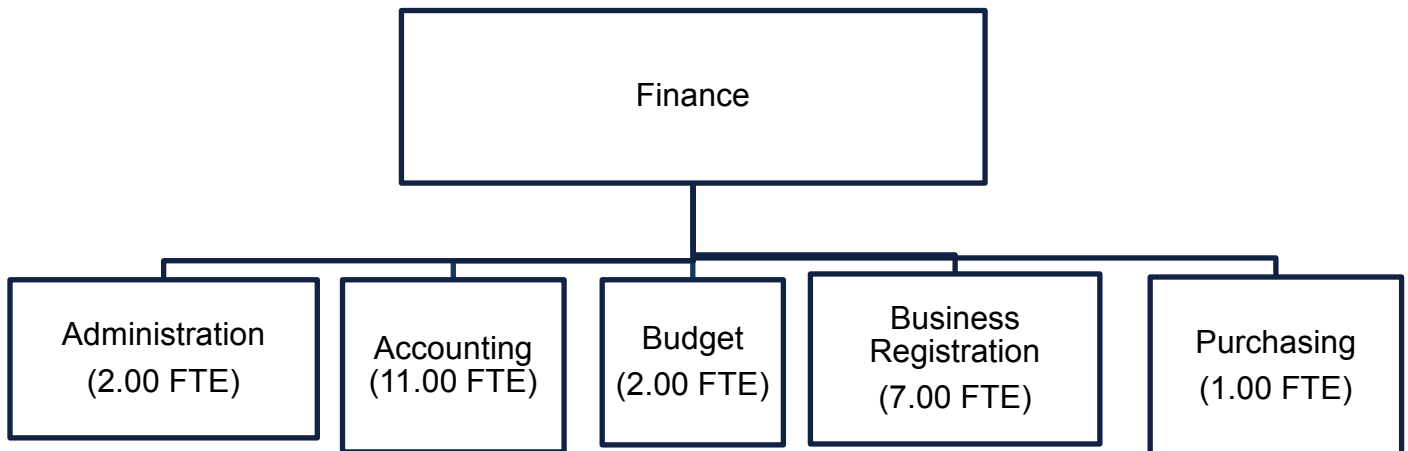 Finance
Administration
(2.00 FTE)
Accounting
(11.00 FTE)
Budget
(2.00 FTE)
Business
Registration
(7.00 FTE)
Purchasing
(1.00 FTE)